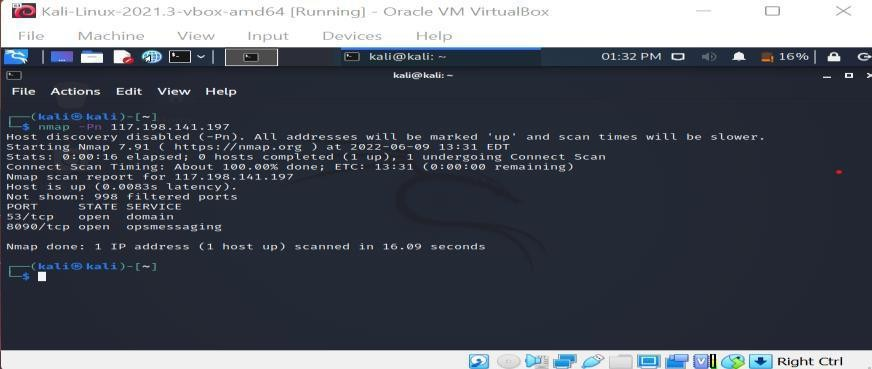 Kali-Linux-2021.3-vbox-amd64 [Running] - Oracle VM VirtualBox
File Machine View Input Devices Help
kali@kali: ~ 01:32 PM 16%
kali@kali: ~
File Actions Edit View Help
┌──(kali㉿kali)-[~]
└─$ nmap -Pn 117.198.141.197
Host discovery disabled (-Pn). All addresses will be marked 'up' and scan times will be slower.
Starting Nmap 7.91 ( https://nmap.org ) at 2022-06-09 13:31 EDT
Stats: 0:00:16 elapsed; 0 hosts completed (1 up), 1 undergoing Connect Scan
Connect Scan Timing: About 100.00% done; ETC: 13:31 (0:00:00 remaining)
Nmap scan report for 117.198.141.197
Host is up (0.0083s latency).
Not shown: 998 filtered ports
PORT STATE SERVICE
53/tcp open domain
8090/tcp open opsmessaging
Nmap done: 1 IP address (1 host up) scanned in 16.09 seconds
┌──(kali㉿kali)-[~]
└─$
Right Ctrl